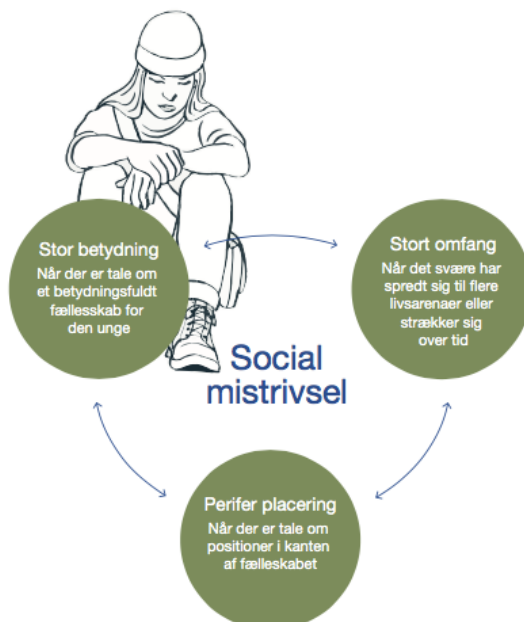 Stor betydning
Når der er tale om
et betydningsfuldt
fællesskab for
den unge
Stort omfang
Når det svære har
spredt sig til flere
livsarenaer eller
strækker sig
over tid
Social
mistrivsel
Perifer placering
Når der er tale om
positioner i kanten
af fælleskabet